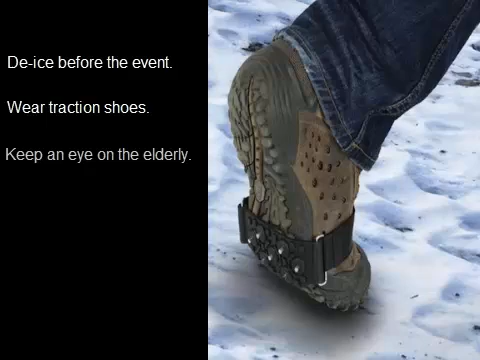 De-ice before the event.
Wear traction shoes.
Keep an eye on the elderly.